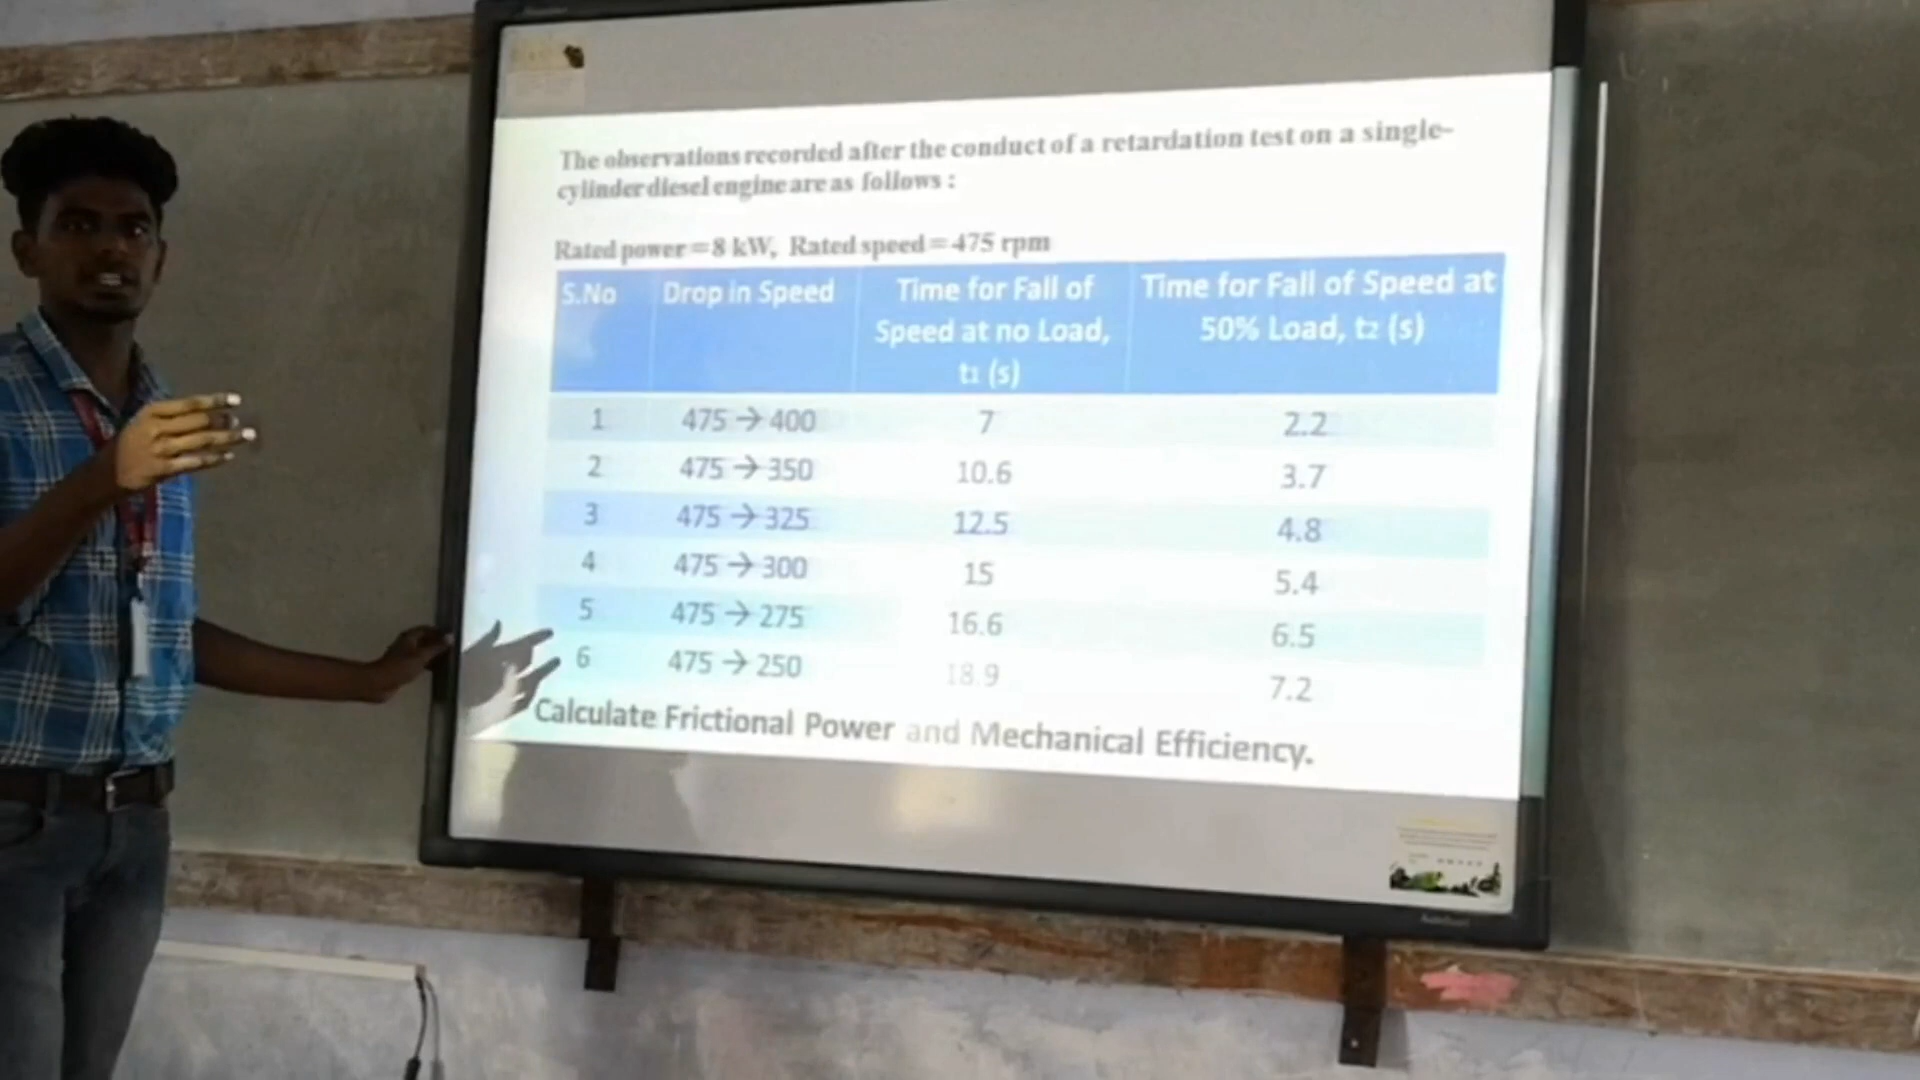 The observations recorded after the conduct of a retardation test on a single-
cylinder diesel engine are as follows :
Rated power = 8 kW, Rated speed = 475 rpm
S.No Drop in Speed Time for Fall of Speed at no Load, t1 (s) Time for Fall of Speed at 50% Load, t2 (s)
1 475 → 400 7 2.2
2 475 → 350 10.6 3.7
3 475 → 325 12.5 4.8
4 475 → 300 15 5.4
5 475 → 275 16.6 6.5
6 475 → 250 18.9 7.2
Calculate Frictional Power and Mechanical Efficiency.